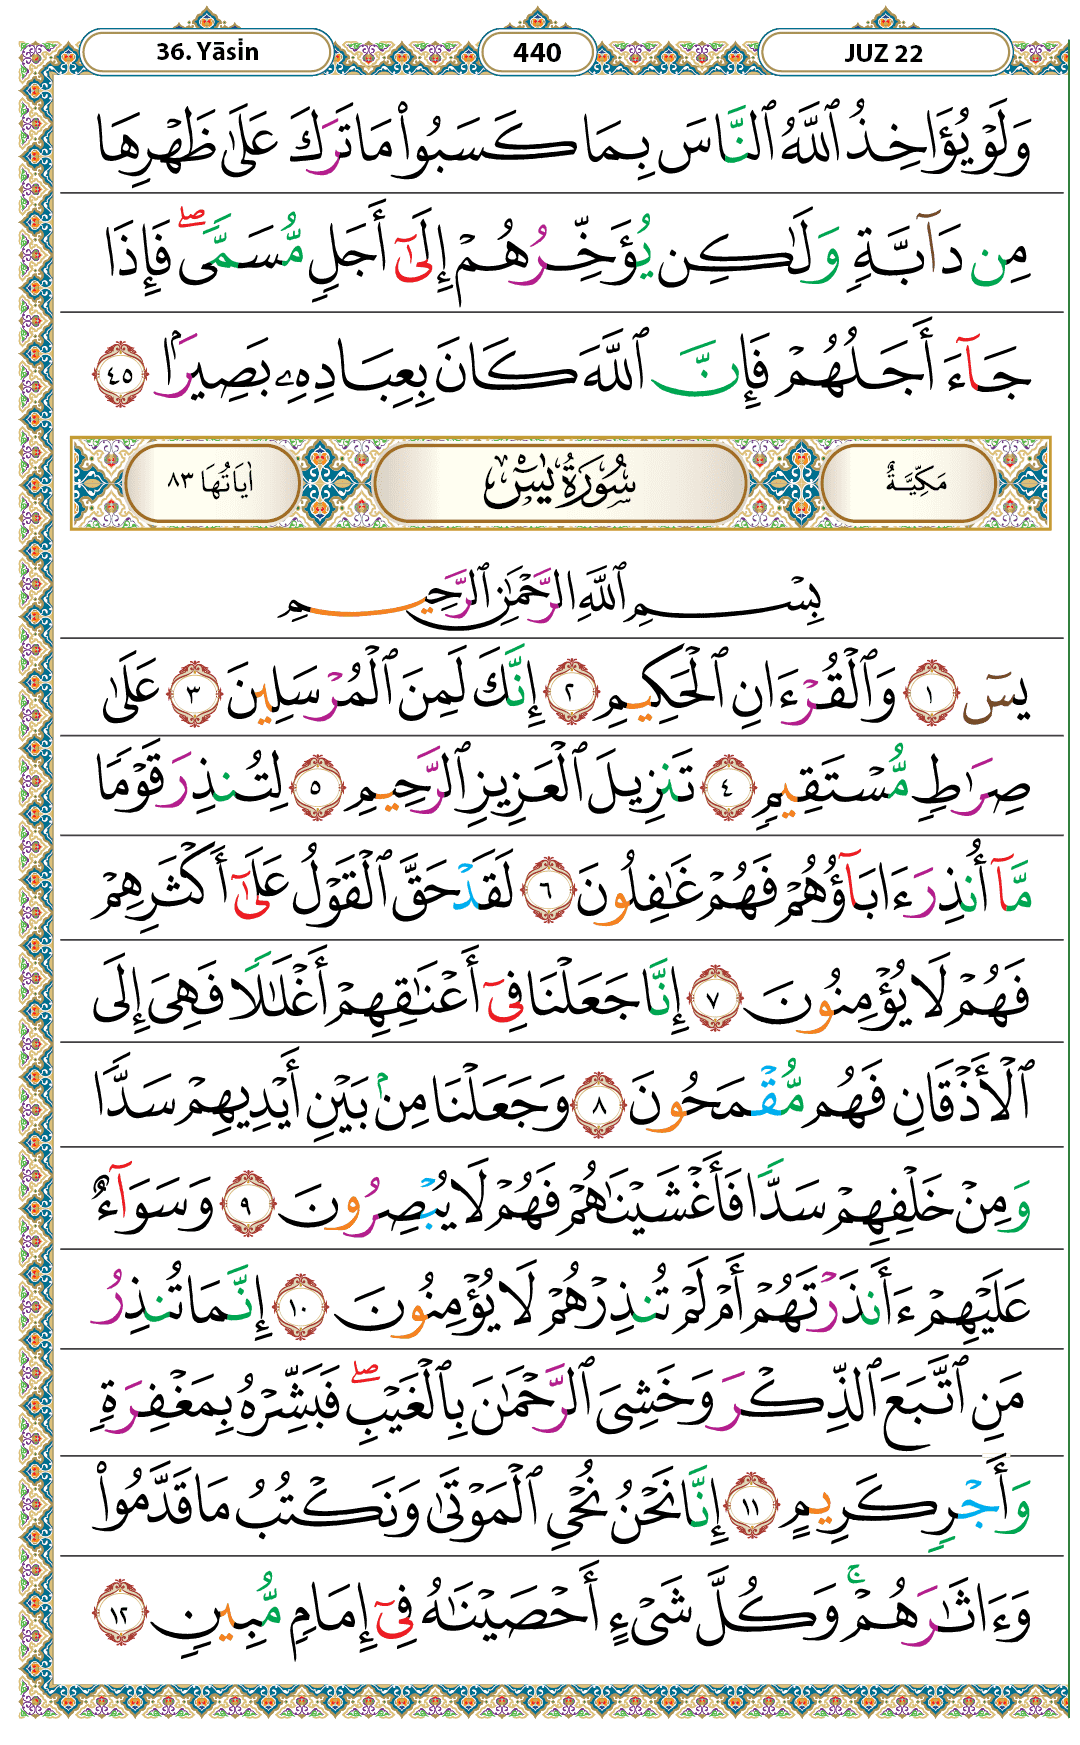 36. Yāsin 440 JUZ 22
وَلَوْ يُؤَاخِذُ ٱللَّهُ ٱلنَّاسَ بِمَا كَسَبُوا۟ مَا تَرَكَ عَلَىٰ ظَهْرِهَا
مِن دَآبَّةٍ وَلَـٰكِن يُؤَخِّرُهُمْ إِلَىٰٓ أَجَلٍ مُّسَمًّى ۖ فَإِذَا
جَآءَ أَجَلُهُمْ فَإِنَّ ٱللَّهَ كَانَ بِعِبَادِهِۦ بَصِيرًۢا ٤٥
مَكِّيَّةٌ سُورَةُ يٰسٓ اٰيَاتُهَا ٨٣
بِسْمِ ٱللَّهِ ٱلرَّحْمَـٰنِ ٱلرَّحِيمِ
يسٓ ١ وَٱلْقُرْءَانِ ٱلْحَكِيمِ ٢ إِنَّكَ لَمِنَ ٱلْمُرْسَلِينَ ٣ عَلَىٰ
صِرَٰطٍ مُّسْتَقِيمٍ ٤ تَنزِيلَ ٱلْعَزِيزِ ٱلرَّحِيمِ ٥ لِتُنذِرَ قَوْمًا
مَّآ أُنذِرَ ءَابَآؤُهُمْ فَهُمْ غَـٰفِلُونَ ٦ لَقَدْ حَقَّ ٱلْقَوْلُ عَلَىٰٓ أَكْثَرِهِمْ
فَهُمْ لَا يُؤْمِنُونَ ٧ إِنَّا جَعَلْنَا فِىٓ أَعْنَـٰقِهِمْ أَغْلَـٰلًا فَهِىَ إِلَى
ٱلْأَذْقَانِ فَهُم مُّقْمَحُونَ ٨ وَجَعَلْنَا مِنۢ بَيْنِ أَيْدِيهِمْ سَدًّا
وَمِنْ خَلْفِهِمْ سَدًّا فَأَغْشَيْنَـٰهُمْ فَهُمْ لَا يُبْصِرُونَ ٩ وَسَوَآءٌ
عَلَيْهِمْ ءَأَنذَرْتَهُمْ أَمْ لَمْ تُنذِرْهُمْ لَا يُؤْمِنُونَ ١٠ إِنَّمَا تُنذِرُ
مَنِ ٱتَّبَعَ ٱلذِّكْرَ وَخَشِىَ ٱلرَّحْمَـٰنَ بِٱلْغَيْبِ ۖ فَبَشِّرْهُ بِمَغْفِرَةٍ
وَأَجْرٍ كَرِيمٍ ١١ إِنَّا نَحْنُ نُحْىِ ٱلْمَوْتَىٰ وَنَكْتُبُ مَا قَدَّمُوا۟
وَءَاثَـٰرَهُمْ ۚ وَكُلَّ شَىْءٍ أَحْصَيْنَـٰهُ فِىٓ إِمَامٍ مُّبِينٍ ١٢